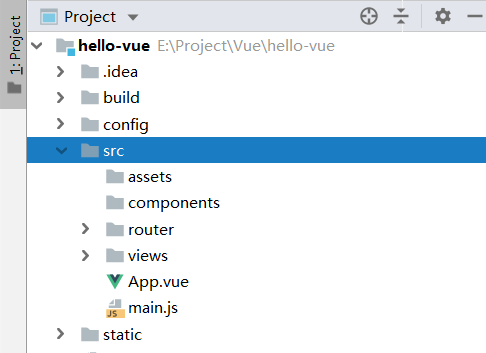 1: Project
Project
hello-vue E:\Project\Vue\hello-vue
.idea
build
config
src
assets
components
router
views
App.vue
JS main.js
static